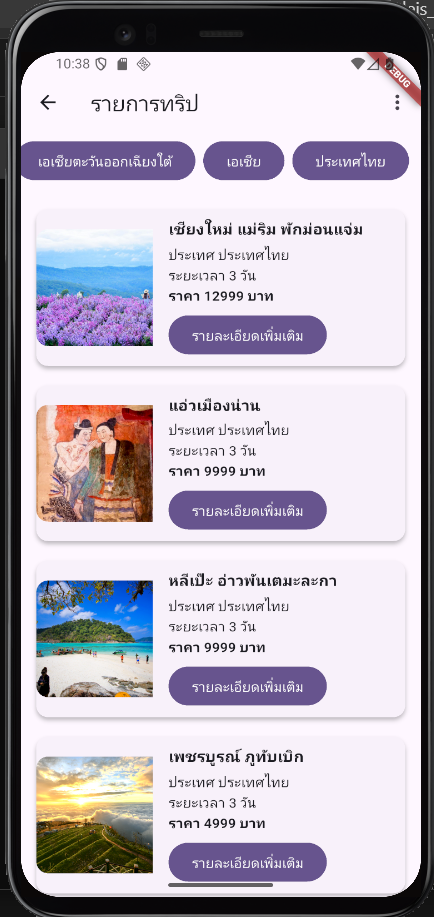 leis_
10:38
DEBUG
รายการทริป
เอเชียตะวันออกเฉียงใต้
เอเชีย
ประเทศไทย
เชียงใหม่ แม่ริม พักม่อนแจ่ม
ประเทศ ประเทศไทย
ระยะเวลา 3 วัน
ราคา 12999 บาท
รายละเอียดเพิ่มเติม
แอ่วเมืองน่าน
ประเทศ ประเทศไทย
ระยะเวลา 3 วัน
ราคา 9999 บาท
รายละเอียดเพิ่มเติม
หลีเป๊ะ อ่าวพันเตมะละกา
ประเทศ ประเทศไทย
ระยะเวลา 3 วัน
ราคา 9999 บาท
รายละเอียดเพิ่มเติม
เพชรบูรณ์ ภูทับเบิก
ประเทศ ประเทศไทย
ระยะเวลา 3 วัน
ราคา 4999 บาท
รายละเอียดเพิ่มเติม